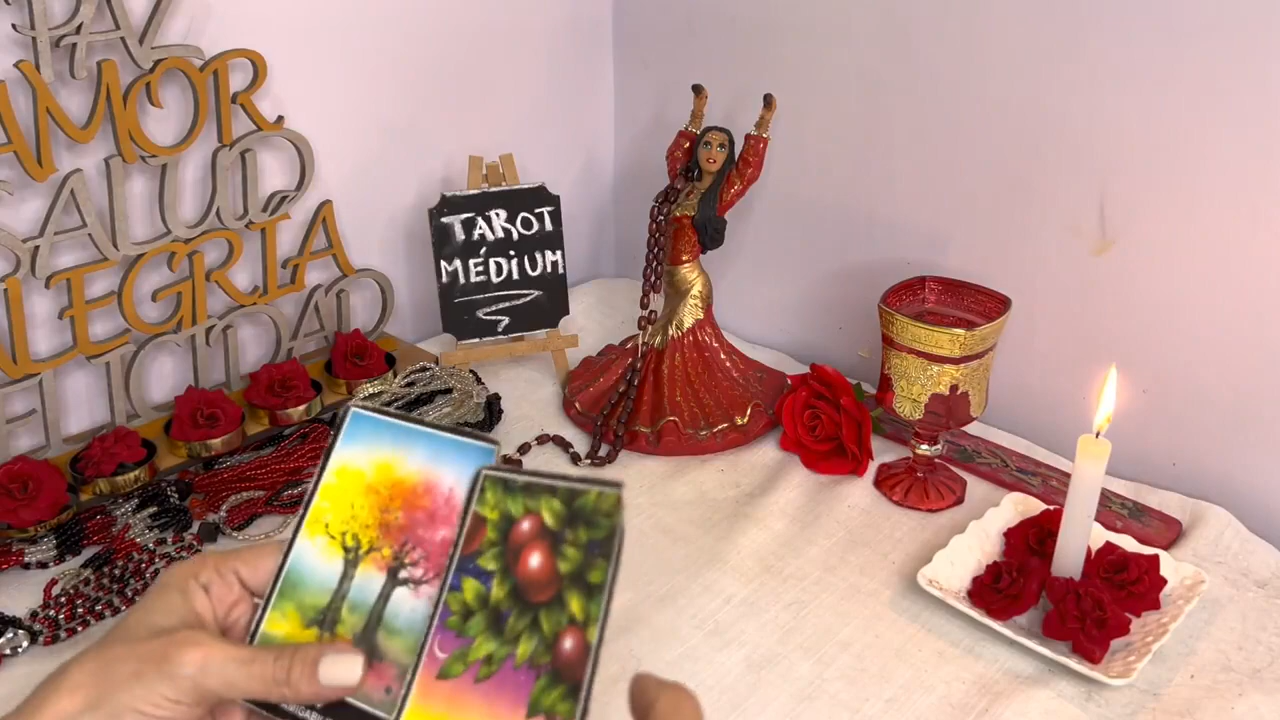 PAZ
AMOR
SALUD
ALEGRIA
FELICIDAD
TAROT
MÉDIUM